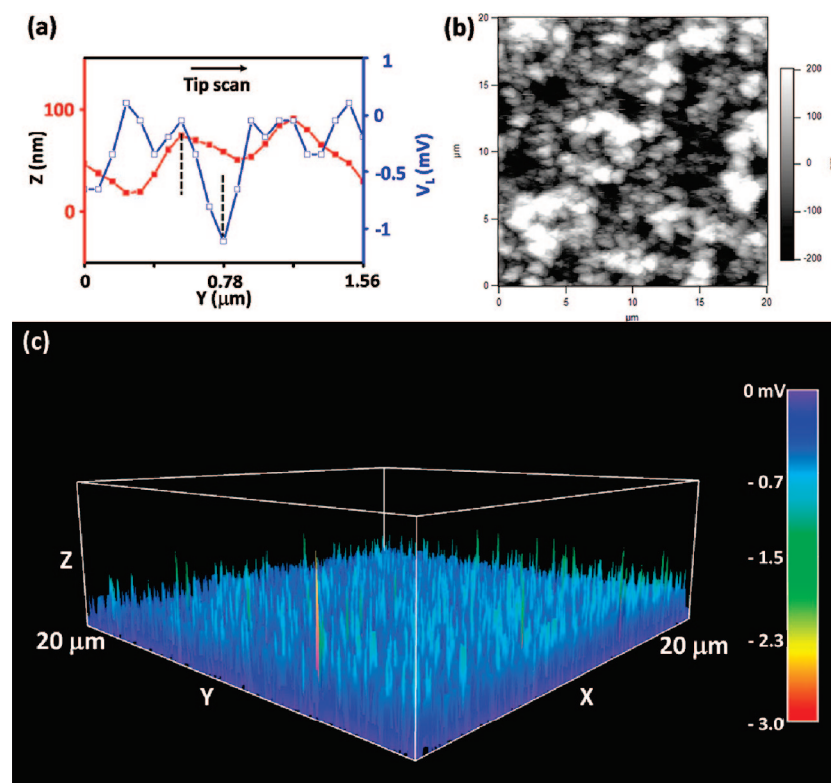 (a)
Tip scan
Z (nm)
100
0
1
0
-0.5
-1
V_L (mV)
0
0.78
1.56
Y (μm)
(b)
20
15
10
5
0
μm
0
5
10
15
20
μm
200
100
0
-100
-200
(c)
0 mV
- 0.7
- 1.5
- 2.3
- 3.0
Z
20 μm
Y
X
20 μm